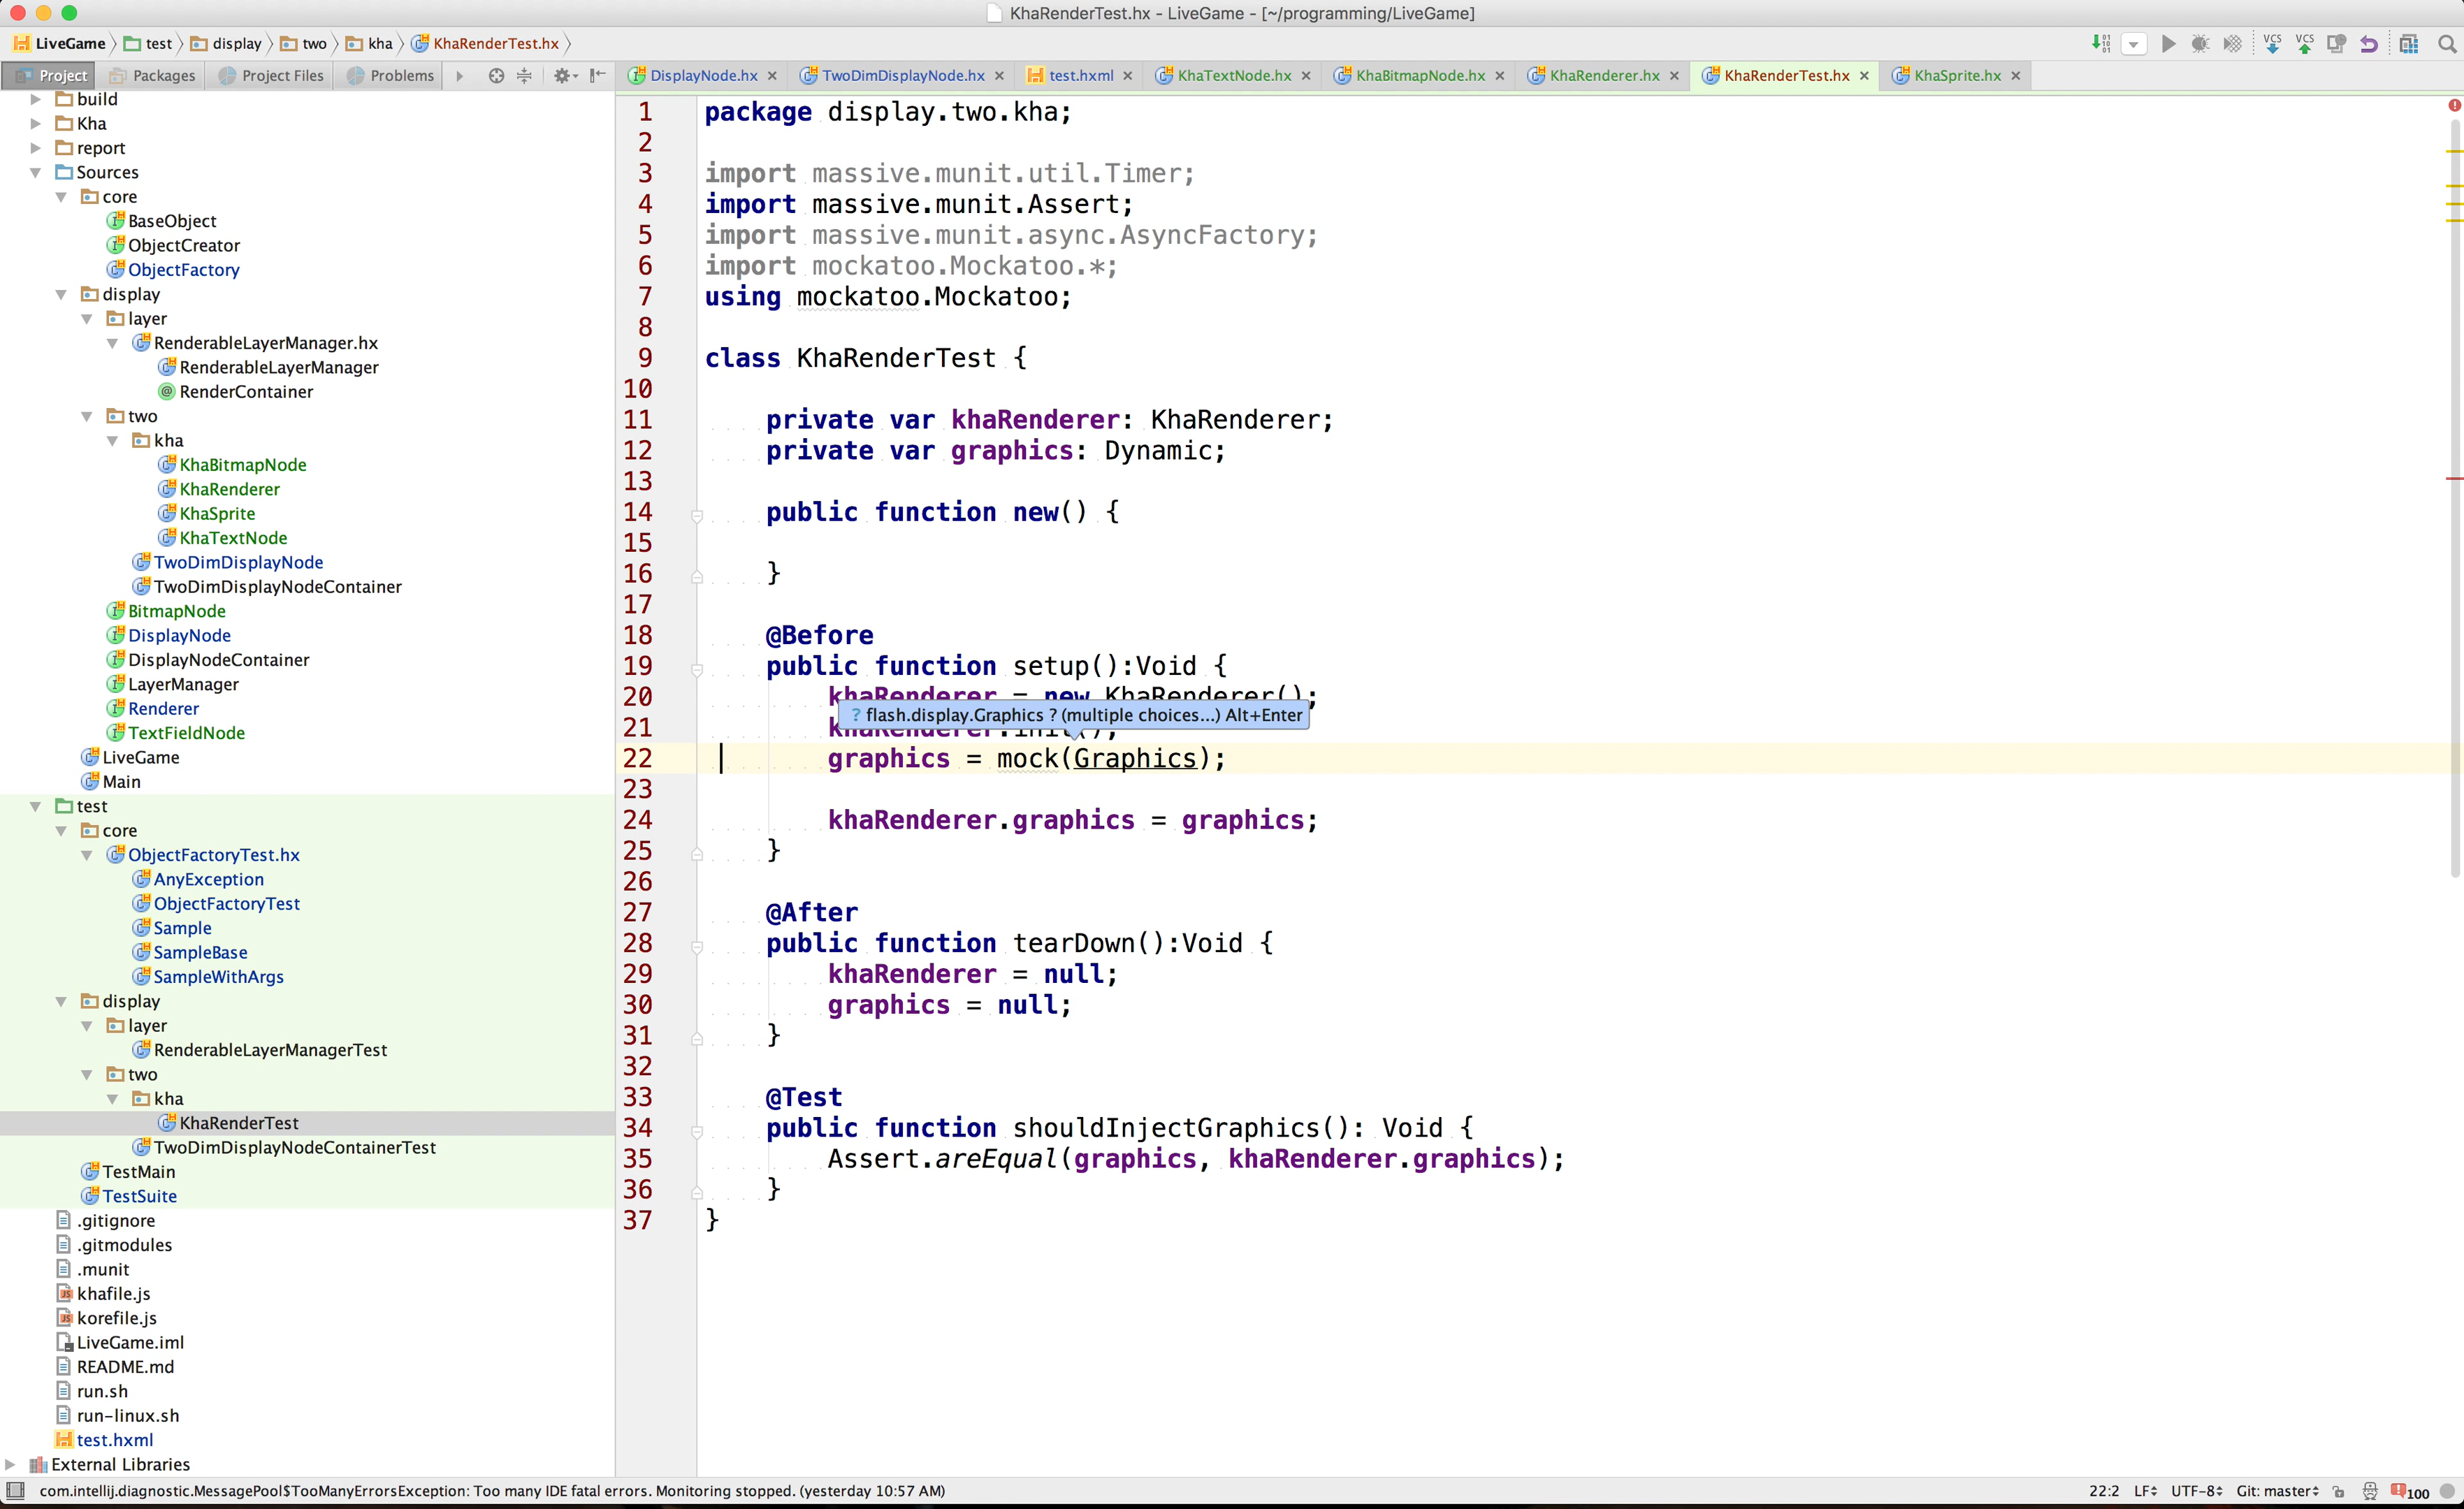 KhaRenderTest.hx - LiveGame - [~/programming/LiveGame]
LiveGame test display two kha KhaRenderTest.hx
Project Packages Project Files Problems
DisplayNode.hx TwoDimDisplayNode.hx test.hxml KhaTextNode.hx KhaBitmapNode.hx KhaRenderer.hx KhaRenderTest.hx KhaSprite.hx
build
Kha
report
Sources
core
BaseObject
ObjectCreator
ObjectFactory
display
layer
RenderableLayerManager.hx
RenderableLayerManager
RenderContainer
two
kha
KhaBitmapNode
KhaRenderer
KhaSprite
KhaTextNode
TwoDimDisplayNode
TwoDimDisplayNodeContainer
BitmapNode
DisplayNode
DisplayNodeContainer
LayerManager
Renderer
TextFieldNode
LiveGame
Main
test
core
ObjectFactoryTest.hx
AnyException
ObjectFactoryTest
Sample
SampleBase
SampleWithArgs
display
layer
RenderableLayerManagerTest
two
kha
KhaRenderTest
TwoDimDisplayNodeContainerTest
TestMain
TestSuite
.gitignore
.gitmodules
.munit
khafile.js
korefile.js
LiveGame.iml
README.md
run.sh
run-linux.sh
test.hxml
External Libraries
1 package display.two.kha;
2
3 import massive.munit.util.Timer;
4 import massive.munit.Assert;
5 import massive.munit.async.AsyncFactory;
6 import mockatoo.Mockatoo.*;
7 using mockatoo.Mockatoo;
8
9 class KhaRenderTest {
10
11 private var khaRenderer: KhaRenderer;
12 private var graphics: Dynamic;
13
14 public function new() {
15
16 }
17
18 @Before
19 public function setup():Void {
20 khaRenderer = new KhaRenderer();
? flash.display.Graphics ? (multiple choices...) Alt+Enter
21 khaRenderer.init();
22 graphics = mock(Graphics);
23
24 khaRenderer.graphics = graphics;
25 }
26
27 @After
28 public function tearDown():Void {
29 khaRenderer = null;
30 graphics = null;
31 }
32
33 @Test
34 public function shouldInjectGraphics(): Void {
35 Assert.areEqual(graphics, khaRenderer.graphics);
36 }
37 }
com.intellij.diagnostic.MessagePool$TooManyErrorsException: Too many IDE fatal errors. Monitoring stopped. (yesterday 10:57 AM)
22:2 LF UTF-8 Git: master 100